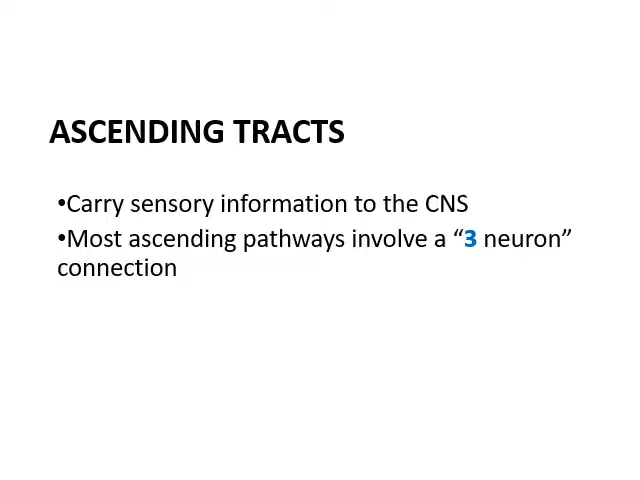 ASCENDING TRACTS
•Carry sensory information to the CNS
•Most ascending pathways involve a “3 neuron”
connection